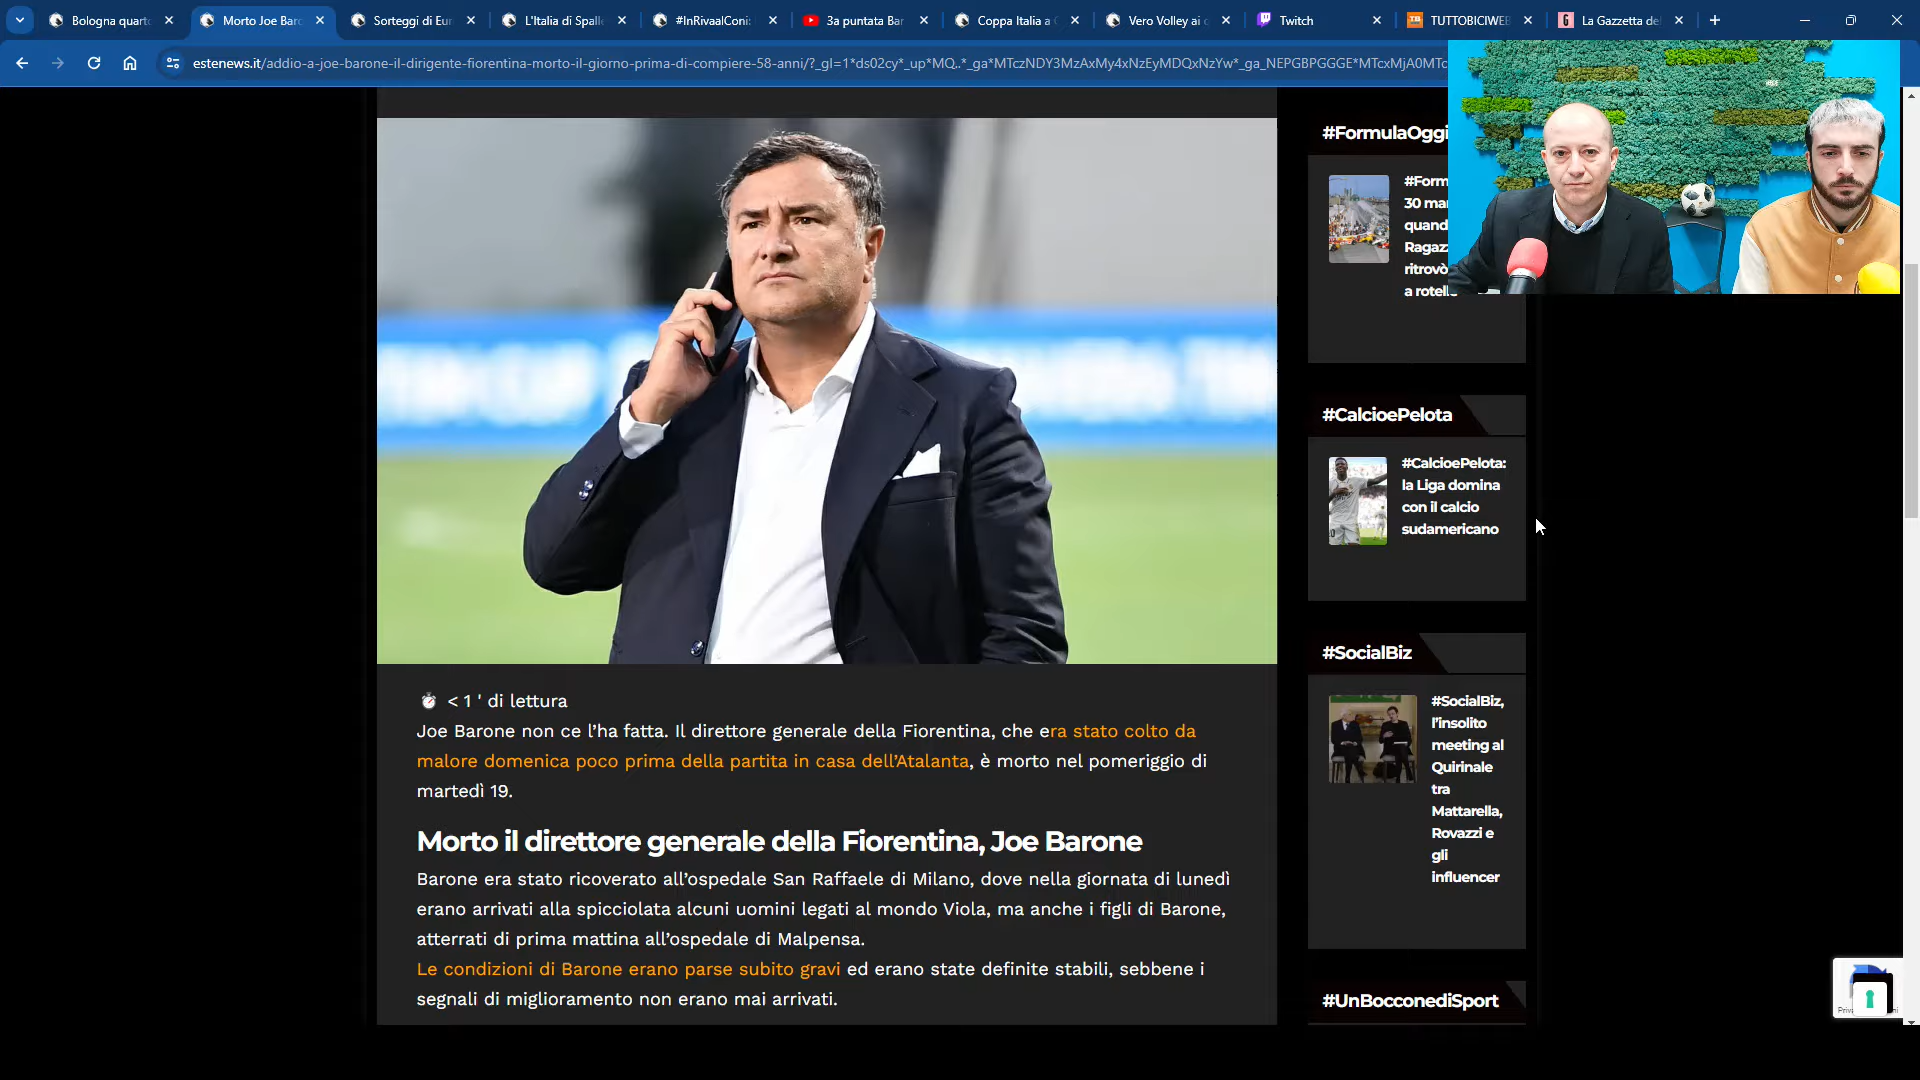 Bologna quart
Morto Joe Bar
Sorteggi di Eur
L'Italia di Spalle
#InRivaalConi:
3a puntata Bar
Coppa Italia a
Vero Volley ai q
Twitch
TUTTOBICIWEB
La Gazzetta de
estenews.it/addio-a-joe-barone-il-dirigente-fiorentina-morto-il-giorno-prima-di-compiere-58-anni/?_gl=1*ds02cy*_up*MQ..*_ga*MTczNDY3MzAxMy4xNzEyMDQxNzYw*_ga_NEPGBPGGGE*MTcxMjA0MTc
< 1 ' di lettura
Joe Barone non ce l’ha fatta. Il direttore generale della Fiorentina, che era stato colto da
malore domenica poco prima della partita in casa dell’Atalanta, è morto nel pomeriggio di
martedì 19.
Morto il direttore generale della Fiorentina, Joe Barone
Barone era stato ricoverato all’ospedale San Raffaele di Milano, dove nella giornata di lunedì
erano arrivati alla spicciolata alcuni uomini legati al mondo Viola, ma anche i figli di Barone,
atterrati di prima mattina all’ospedale di Malpensa.
Le condizioni di Barone erano parse subito gravi ed erano state definite stabili, sebbene i
segnali di miglioramento non erano mai arrivati.
#FormulaOggi
#Form
30 mar
quand
Ragaz
ritrovò
a rotelle
#CalcioePelota
#CalcioePelota:
la Liga domina
con il calcio
sudamericano
#SocialBiz
#SocialBiz,
l’insolito
meeting al
Quirinale
tra
Mattarella,
Rovazzi e
gli
influencer
#UnBocconediSport